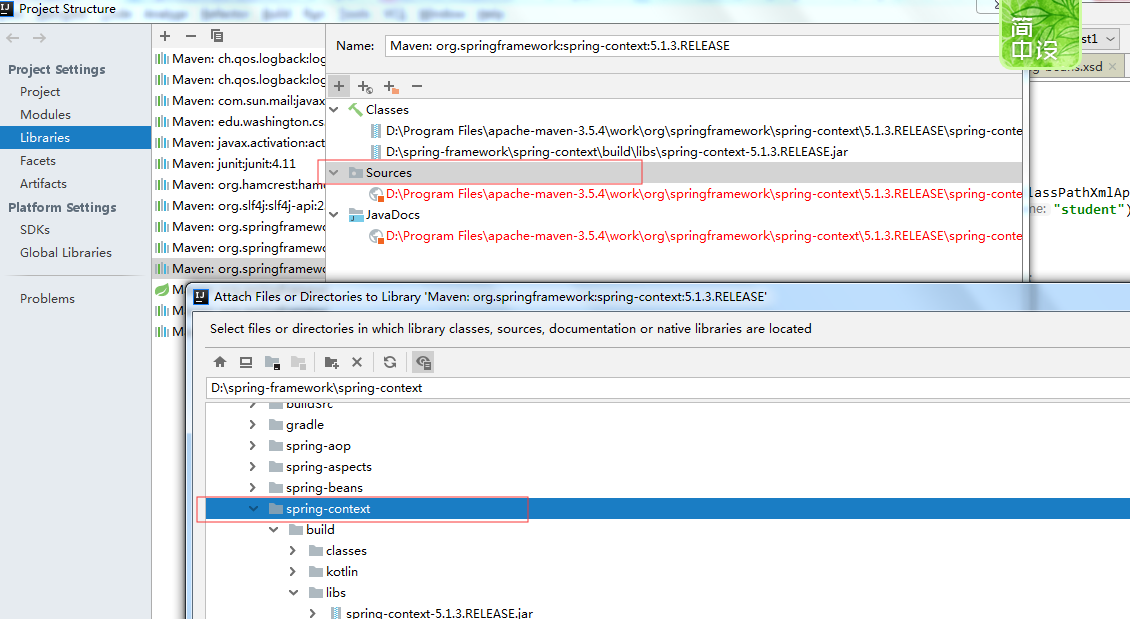 Project Structure
Project Settings
Project
Modules
Libraries
Facets
Artifacts
Platform Settings
SDKs
Global Libraries
Problems
Maven: ch.qos.logback:log
Maven: ch.qos.logback:log
Maven: com.sun.mail:javax
Maven: edu.washington.cs
Maven: javax.activation:act
Maven: junit:junit:4.11
Maven: org.hamcrest:ham
Maven: org.slf4j:slf4j-api:2
Maven: org.springframew
Maven: org.springframew
Maven: org.springframew
Name: Maven: org.springframework:spring-context:5.1.3.RELEASE
Classes
D:\Program Files\apache-maven-3.5.4\work\org\springframework\spring-context\5.1.3.RELEASE\spring-conte
D:\spring-framework\spring-context\build\libs\spring-context-5.1.3.RELEASE.jar
Sources
D:\Program Files\apache-maven-3.5.4\work\org\springframework\spring-context\5.1.3.RELEASE\spring-conte
JavaDocs
D:\Program Files\apache-maven-3.5.4\work\org\springframework\spring-context\5.1.3.RELEASE\spring-conte
简
中设
st1
beans.xsd
lassPathXmlAp
me: "student")
Attach Files or Directories to Library 'Maven: org.springframework:spring-context:5.1.3.RELEASE'
Select files or directories in which library classes, sources, documentation or native libraries are located
D:\spring-framework\spring-context
buildSrc
gradle
spring-aop
spring-aspects
spring-beans
spring-context
build
classes
kotlin
libs
spring-context-5.1.3.RELEASE.jar